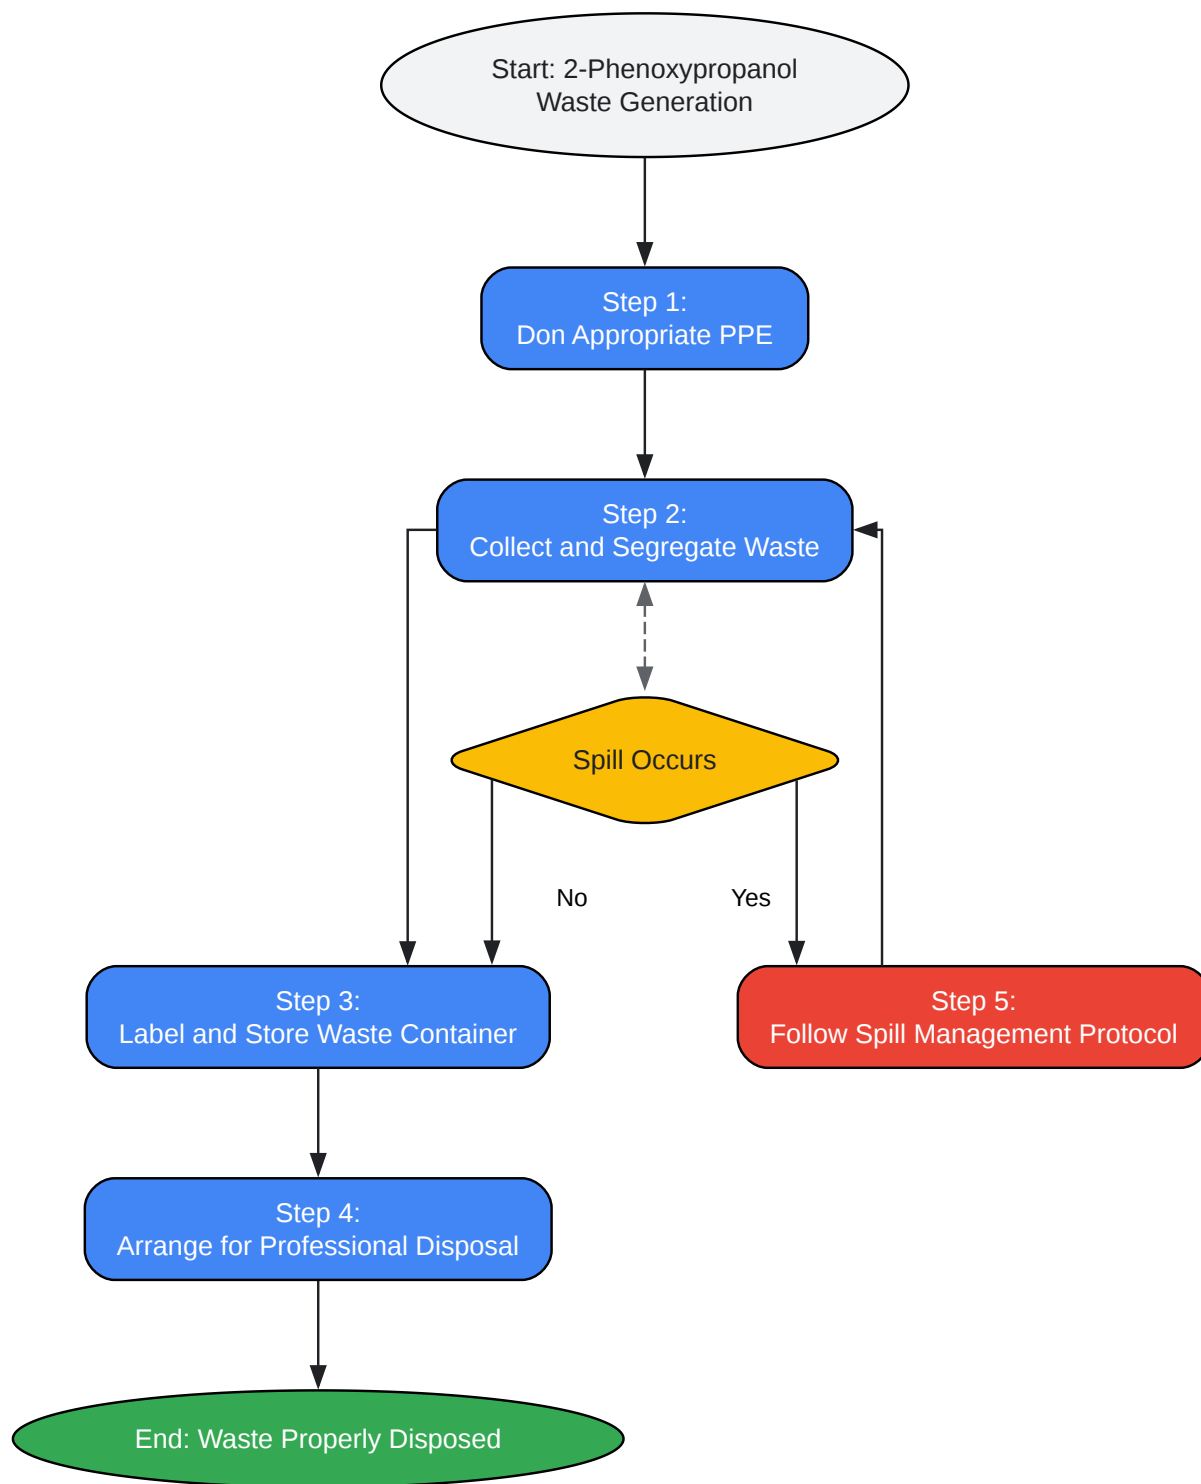 Start: 2-Phenoxypropanol
Waste Generation
Step 1:
Don Appropriate PPE
Step 2:
Collect and Segregate Waste
Spill Occurs
No
Yes
Step 3:
Label and Store Waste Container
Step 5:
Follow Spill Management Protocol
Step 4:
Arrange for Professional Disposal
End: Waste Properly Disposed